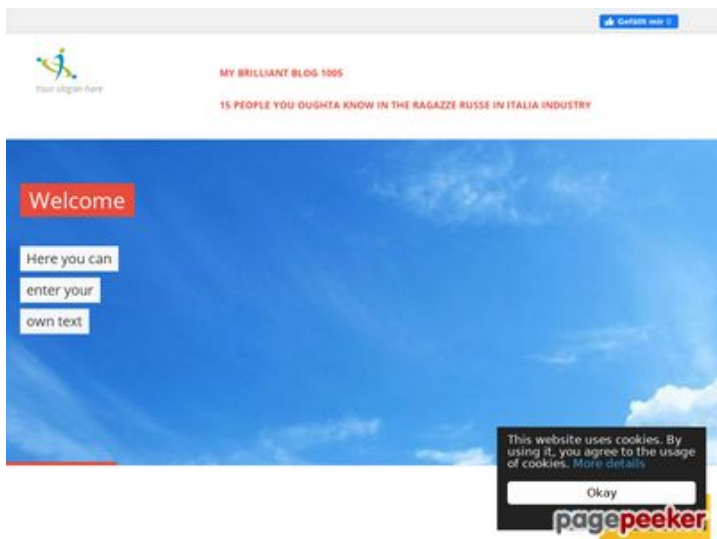 Gefällt mir 0
Your slogan here
MY BRILLIANT BLOG 1005
15 PEOPLE YOU OUGHTA KNOW IN THE RAGAZZE RUSSE IN ITALIA INDUSTRY
Welcome
Here you can
enter your
own text
This website uses cookies. By
using it, you agree to the usage
of cookies. More details
Okay
pagepeeker